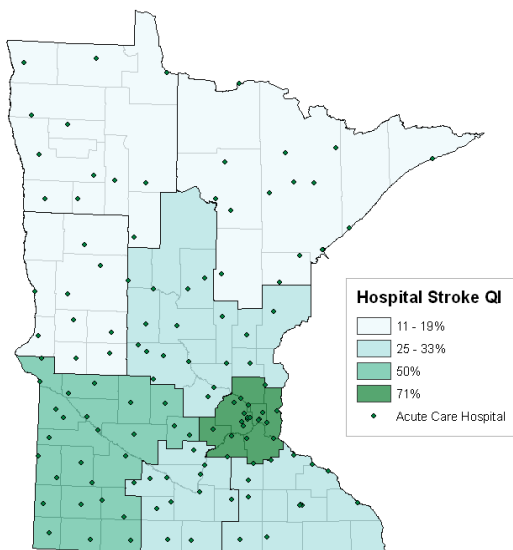 Hospital Stroke QI
11 - 19%
25 - 33%
50%
71%
Acute Care Hospital